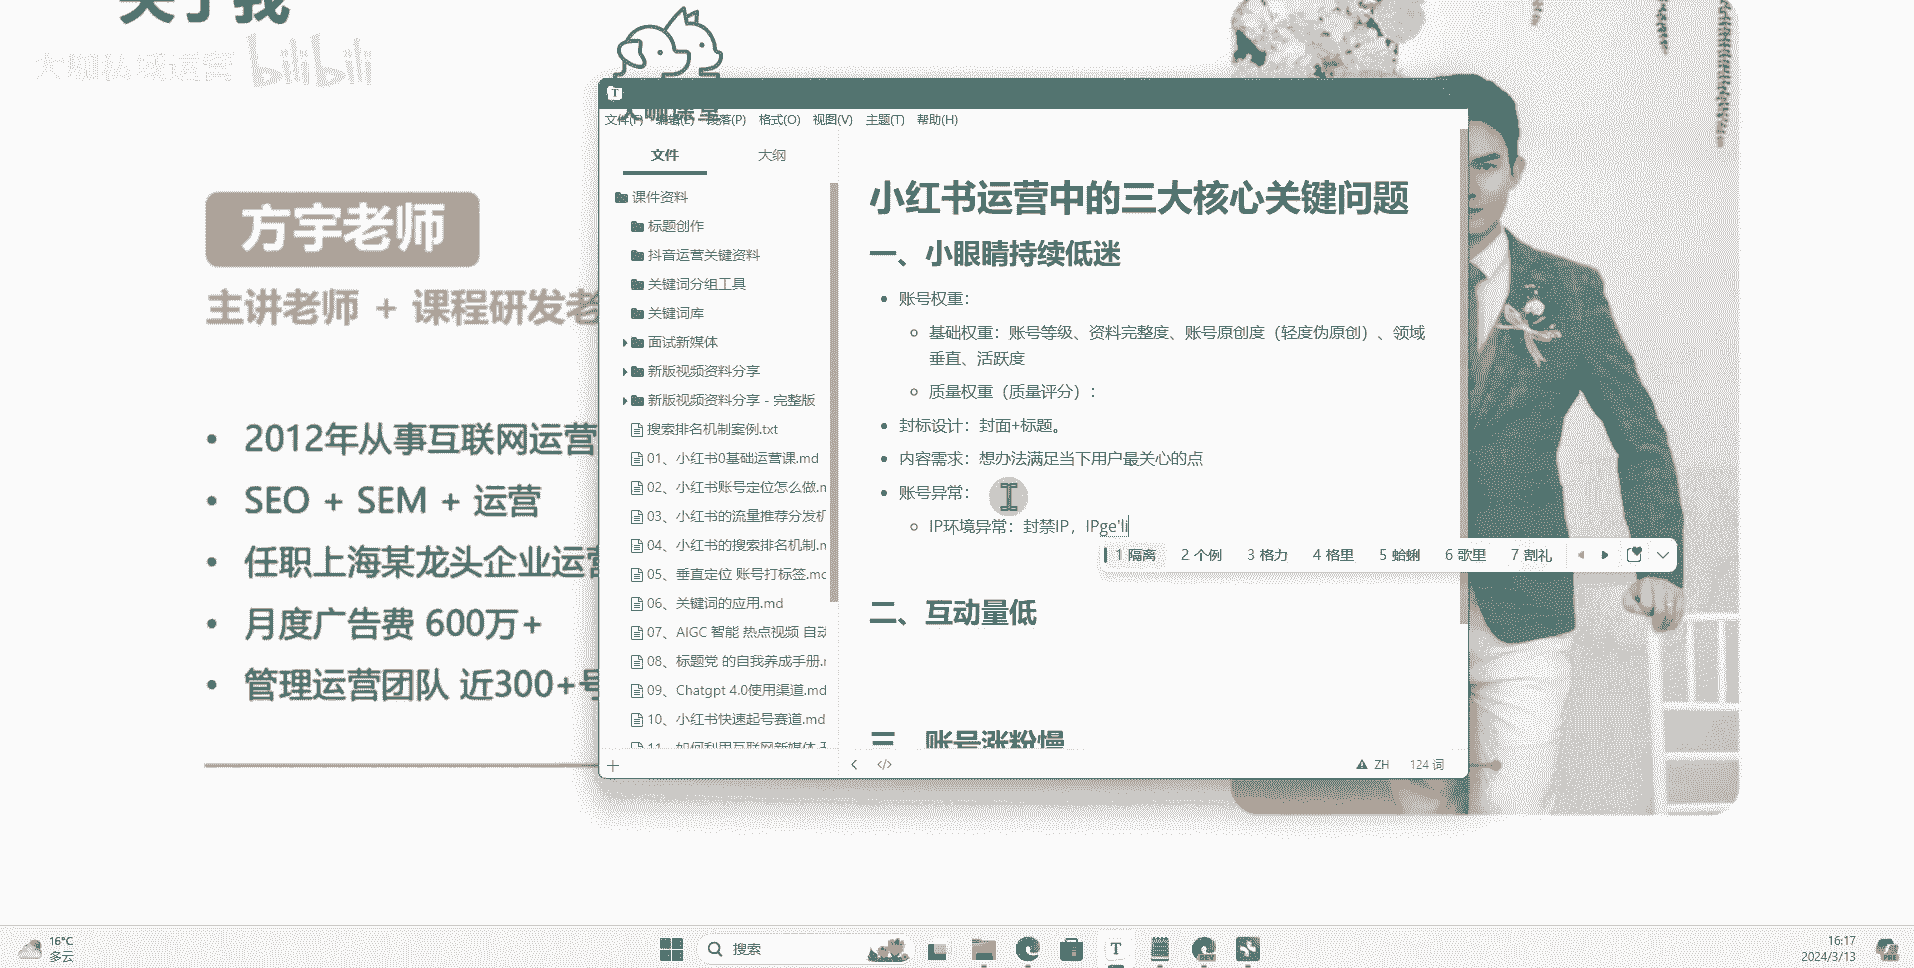 关于我
大咖私域运营 bilibili
方宇老师
主讲老师 + 课程研发老
2012年从事互联网运营
SEO + SEM + 运营
任职上海某龙头企业运营
月度广告费 600万+
管理运营团队 近300+号
大咖课堂
T
文件(F) 编辑(E) 段落(P) 格式(O) 视图(V) 主题(T) 帮助(H)
文件 大纲
课件资料
标题创作
抖音运营关键资料
关键词分组工具
关键词库
面试新媒体
新版视频资料分享
新版视频资料分享 - 完整版
搜索排名机制案例.txt
01、小红书0基础运营课.md
02、小红书账号定位怎么做.m
03、小红书的流量推荐分发机
04、小红书的搜索排名机制.m
05、垂直定位 账号打标签.mc
06、关键词的应用.md
07、AIGC 智能 热点视频 自动
08、标题党 的自我养成手册.r
09、Chatgpt 4.0使用渠道.md
10、小红书快速起号赛道.md
11、如何利用互联网新媒体
小红书运营中的三大核心关键问题
一、小眼睛持续低迷
账号权重：
基础权重：账号等级、资料完整度、账号原创度（轻度伪原创）、领域
垂直、活跃度
质量权重（质量评分）：
封标设计：封面+标题。
内容需求：想办法满足当下用户最关心的点
账号异常：
IP环境异常：封禁IP，IPge'li
1 隔离 2 个例 3 格力 4 格里 5 蛤蜊 6 歌里 7 割礼
二、互动量低
三、账号涨粉慢
ZH 124 词
16°C
多云
搜索
T
DEV
16:17
2024/3/13
PRE